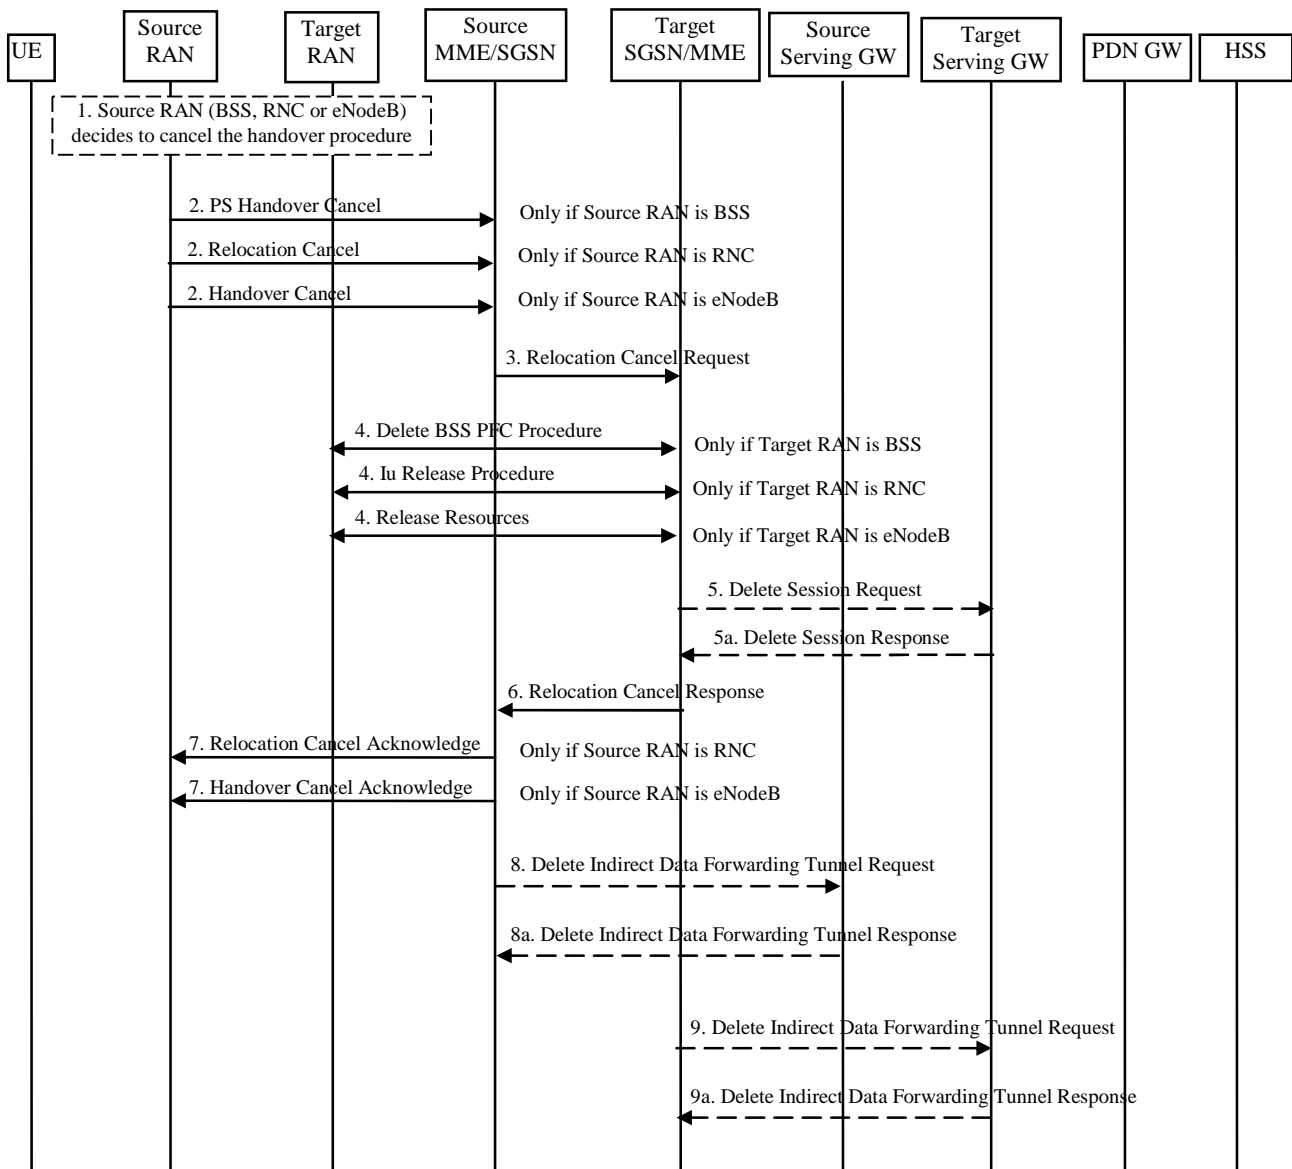 UE
Source
RAN
Target
RAN
Source
MME/SGSN
Target
SGSN/MME
Source
Serving GW
Target
Serving GW
PDN GW
HSS
1. Source RAN (BSS, RNC or eNodeB)
decides to cancel the handover procedure
2. PS Handover Cancel
Only if Source RAN is BSS
2. Relocation Cancel
Only if Source RAN is RNC
2. Handover Cancel
Only if Source RAN is eNodeB
3. Relocation Cancel Request
4. Delete BSS PFC Procedure
Only if Target RAN is BSS
4. Iu Release Procedure
Only if Target RAN is RNC
4. Release Resources
Only if Target RAN is eNodeB
5. Delete Session Request
5a. Delete Session Response
6. Relocation Cancel Response
7. Relocation Cancel Acknowledge
Only if Source RAN is RNC
7. Handover Cancel Acknowledge
Only if Source RAN is eNodeB
8. Delete Indirect Data Forwarding Tunnel Request
8a. Delete Indirect Data Forwarding Tunnel Response
9. Delete Indirect Data Forwarding Tunnel Request
9a. Delete Indirect Data Forwarding Tunnel Response